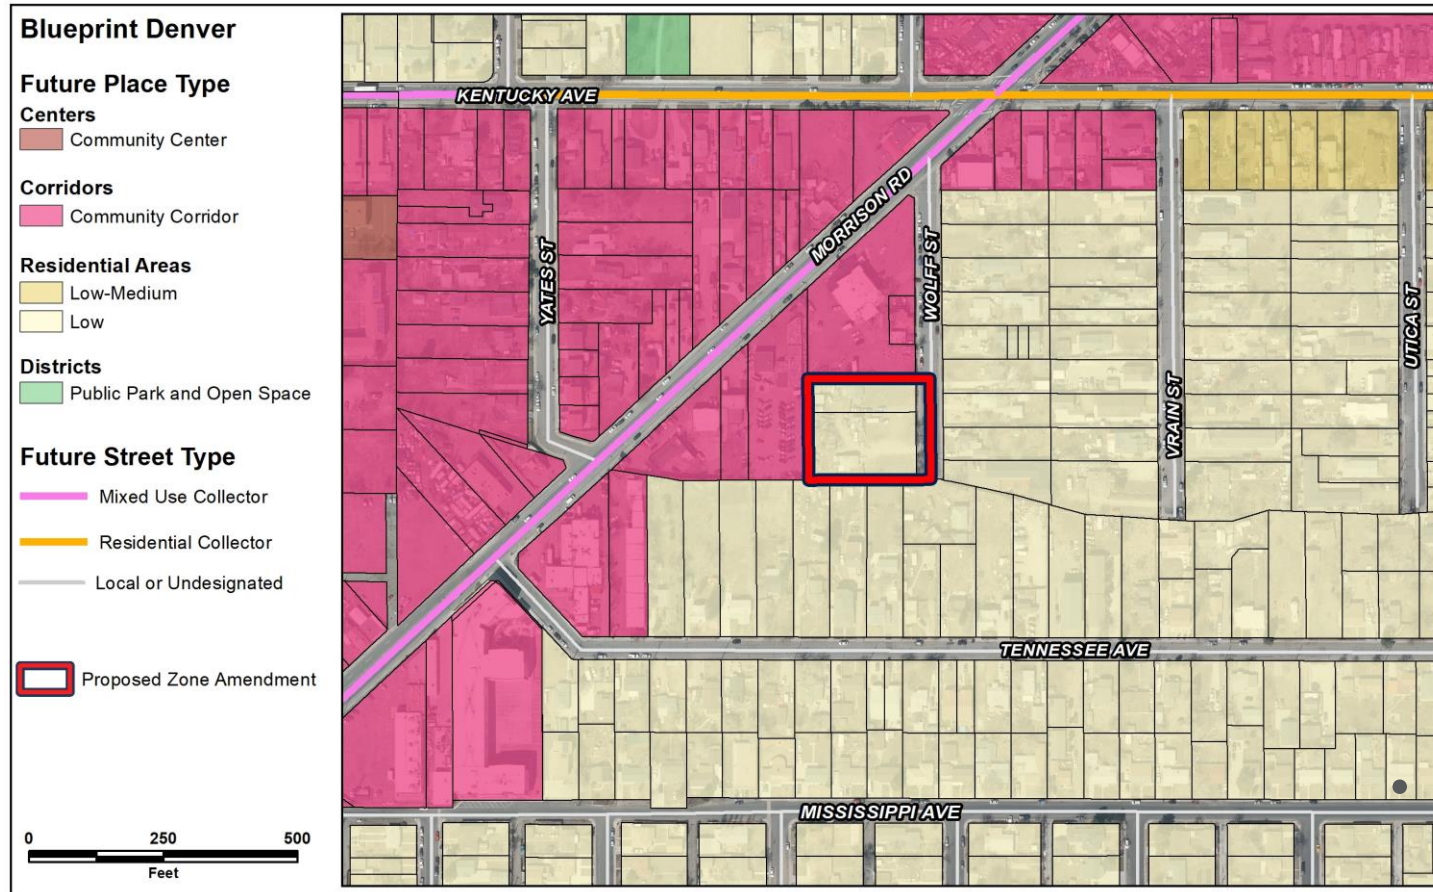 Blueprint Denver
Future Place Type
Centers
Community Center
Corridors
Community Corridor
Residential Areas
Low-Medium
Low
Districts
Public Park and Open Space
Future Street Type
Mixed Use Collector
Residential Collector
Local or Undesignated
Proposed Zone Amendment
0 250 500
Feet
KENTUCKY AVE
YATES ST
MORRISON RD
WOLFF ST
VRAIN ST
UTICA ST
TENNESSEE AVE
MISSISSIPPI AVE